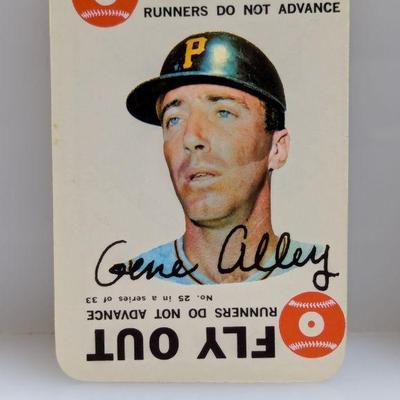 RUNNERS DO NOT ADVANCE
P
Gene Alley
No. 25 in a series of 33
RUNNERS DO NOT ADVANCE
FLY OUT